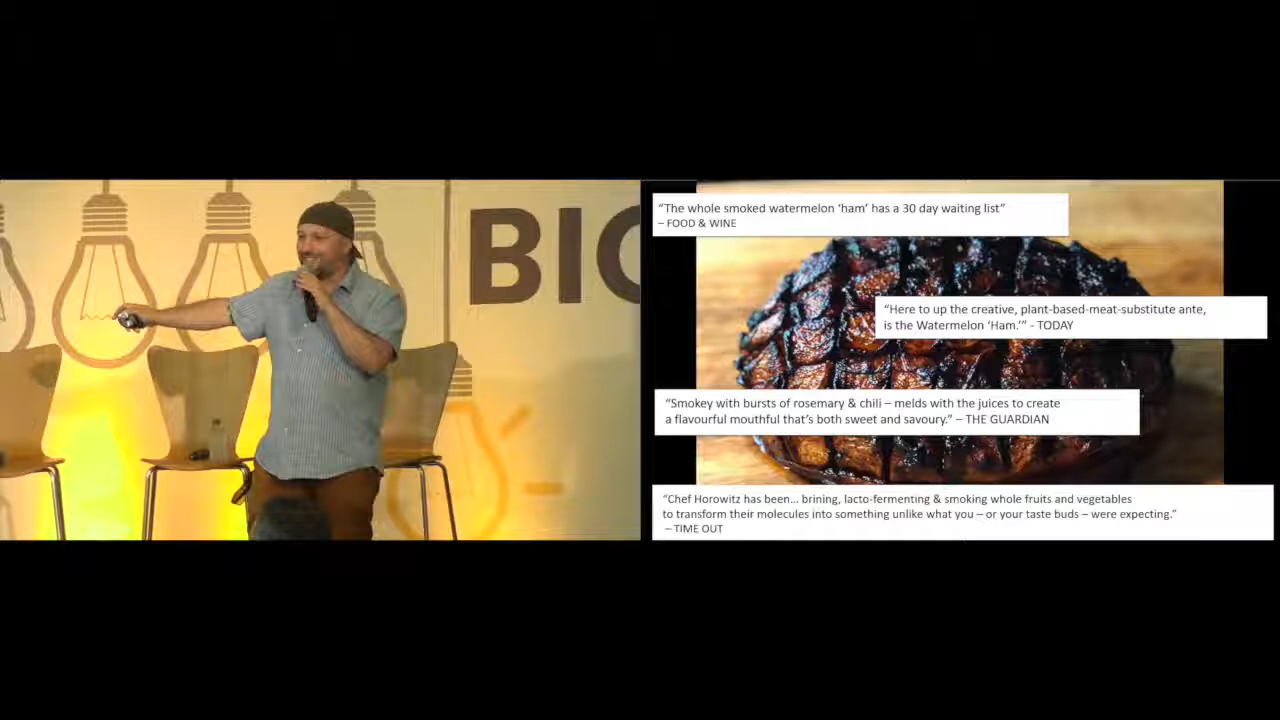 BIG
“The whole smoked watermelon ‘ham’ has a 30 day waiting list”
– FOOD & WINE
“Here to up the creative, plant-based-meat-substitute ante,
is the Watermelon ‘Ham.’” - TODAY
“Smokey with bursts of rosemary & chili – melds with the juices to create
a flavourful mouthful that’s both sweet and savoury.” – THE GUARDIAN
“Chef Horowitz has been... brining, lacto-fermenting & smoking whole fruits and vegetables
to transform their molecules into something unlike what you – or your taste buds – were expecting.”
– TIME OUT